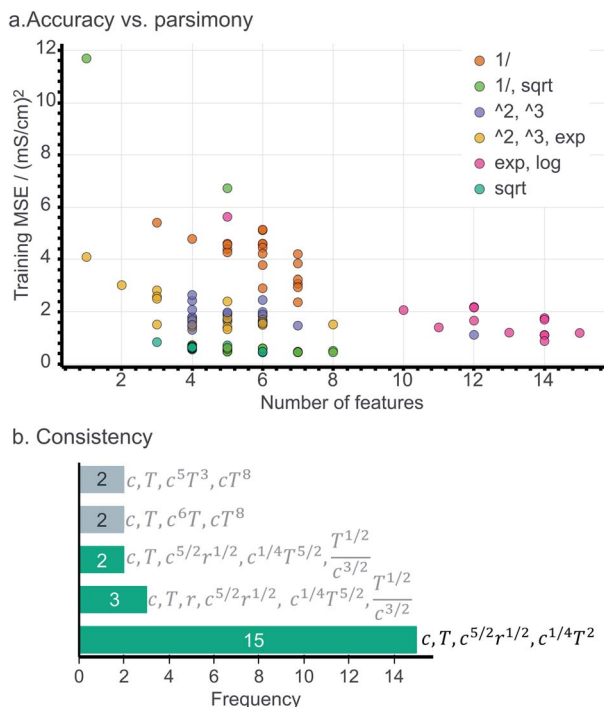 a.Accuracy vs. parsimony
Training MSE / (mS/cm)²
12
10
8
6
4
2
0
1/
1/, sqrt
^2, ^3
^2, ^3, exp
exp, log
sqrt
2 4 6 8 10 12 14
Number of features
b. Consistency
2 c, T, c⁵T³, cT⁸
2 c, T, c⁶T, cT⁸
2 c, T, c^{5/2}r^{1/2}, c^{1/4}T^{5/2}, T^{1/2}/c^{3/2}
3 c, T, r, c^{5/2}r^{1/2}, c^{1/4}T^{5/2}, T^{1/2}/c^{3/2}
15 c, T, c^{5/2}r^{1/2}, c^{1/4}T²
0 2 4 6 8 10 12 14
Frequency